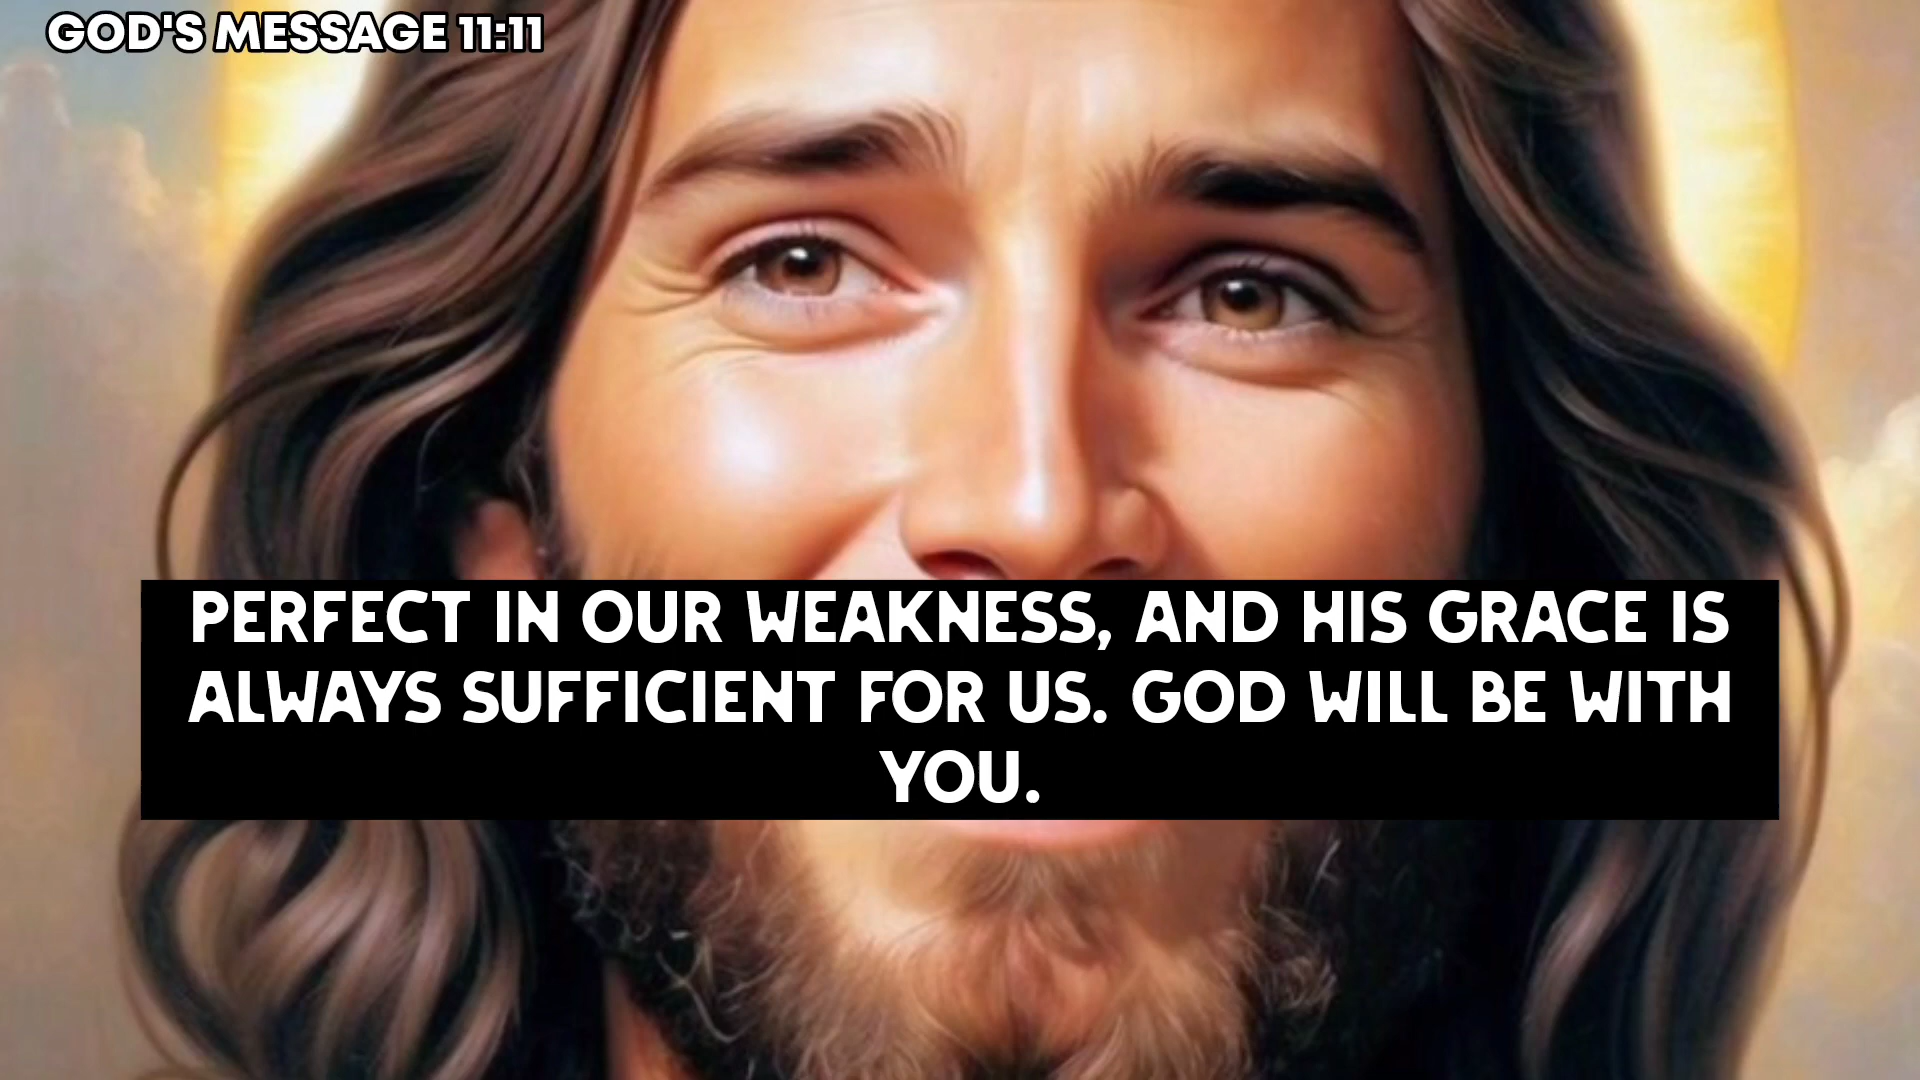 GOD'S MESSAGE 11:11
PERFECT IN OUR WEAKNESS, AND HIS GRACE IS
ALWAYS SUFFICIENT FOR US. GOD WILL BE WITH
YOU.